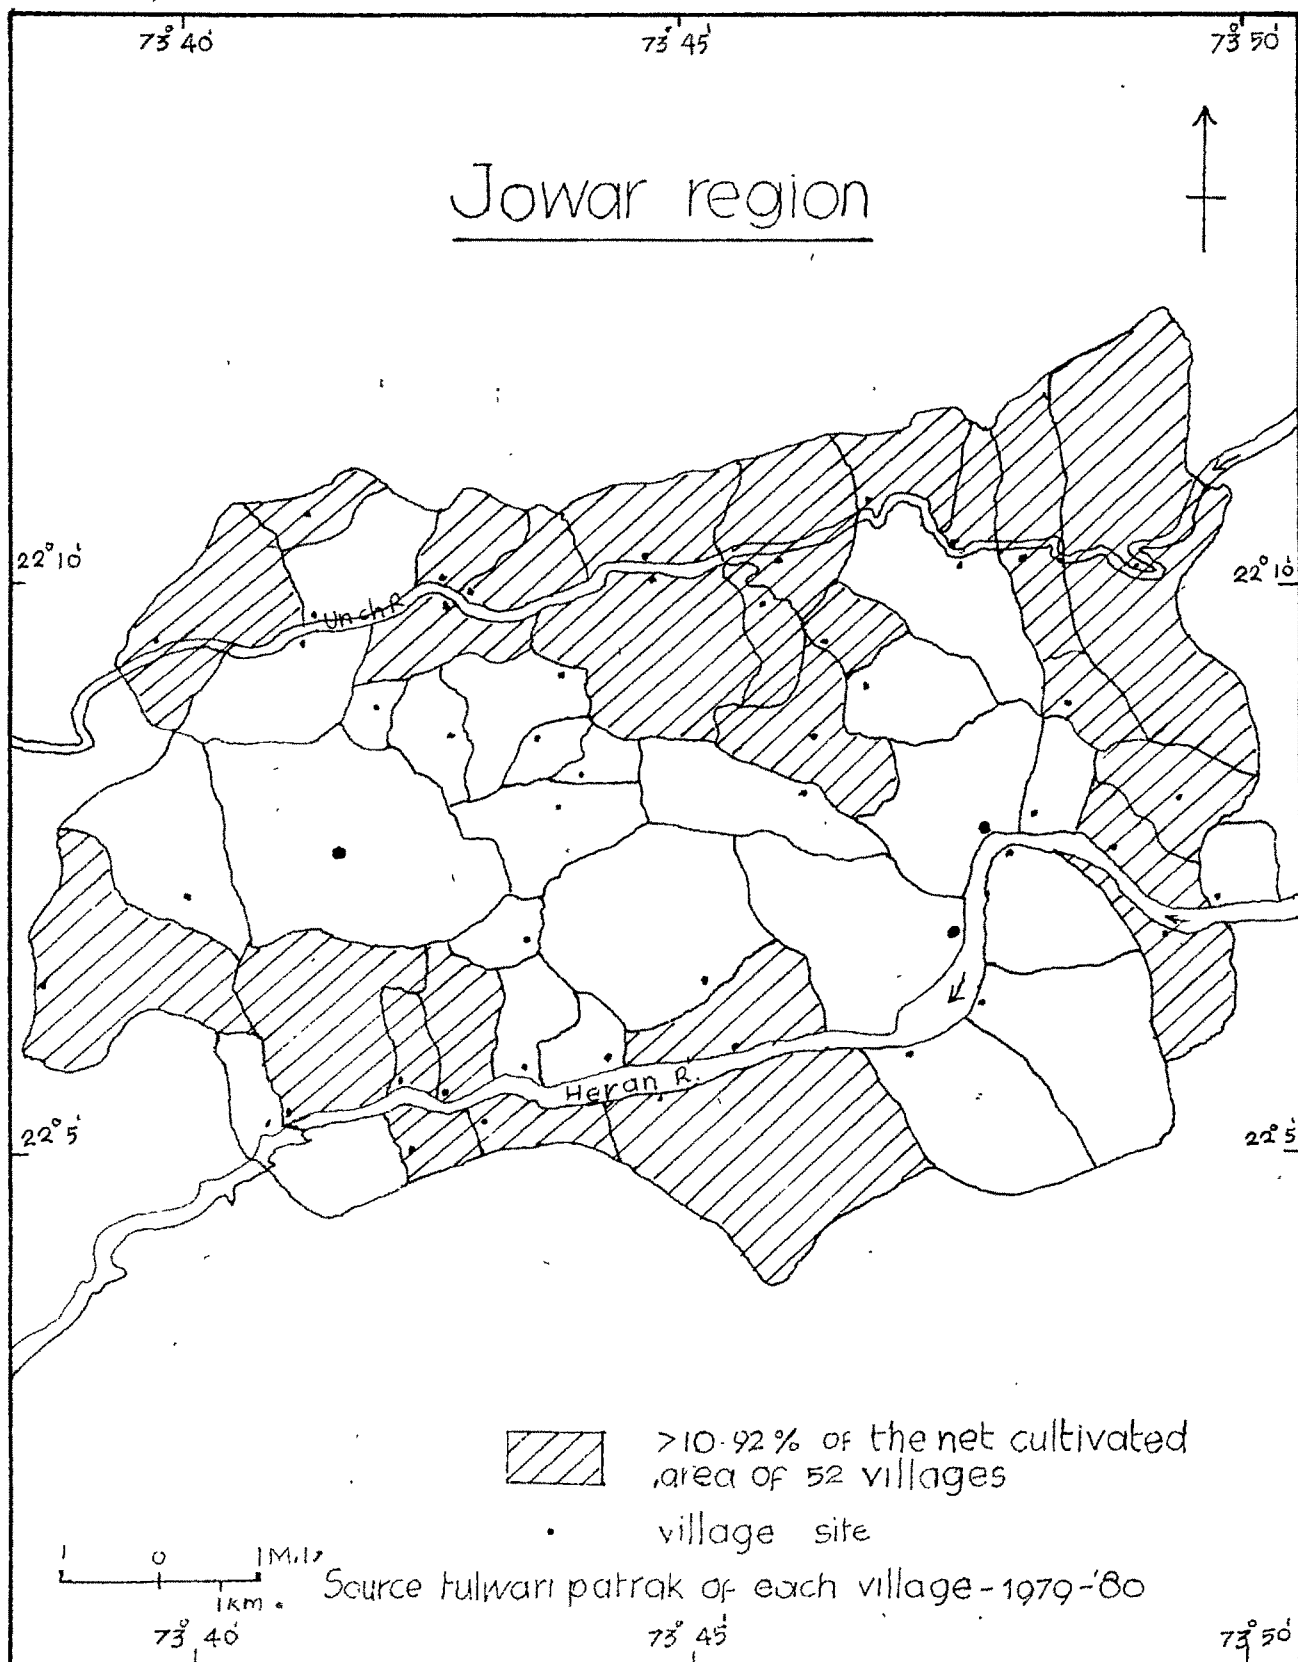 73° 40' 73° 45' 73° 50'
Jowar region
22° 10' 22° 10'
Unch R.
Heran R.
22° 5' 22° 5'
>10.92% of the net cultivated
area of 52 villages
village site
1 0 1 Mi.
1 km.
Source tulwari patrak of each village-1979-'80
73° 40' 73° 45' 73° 50'